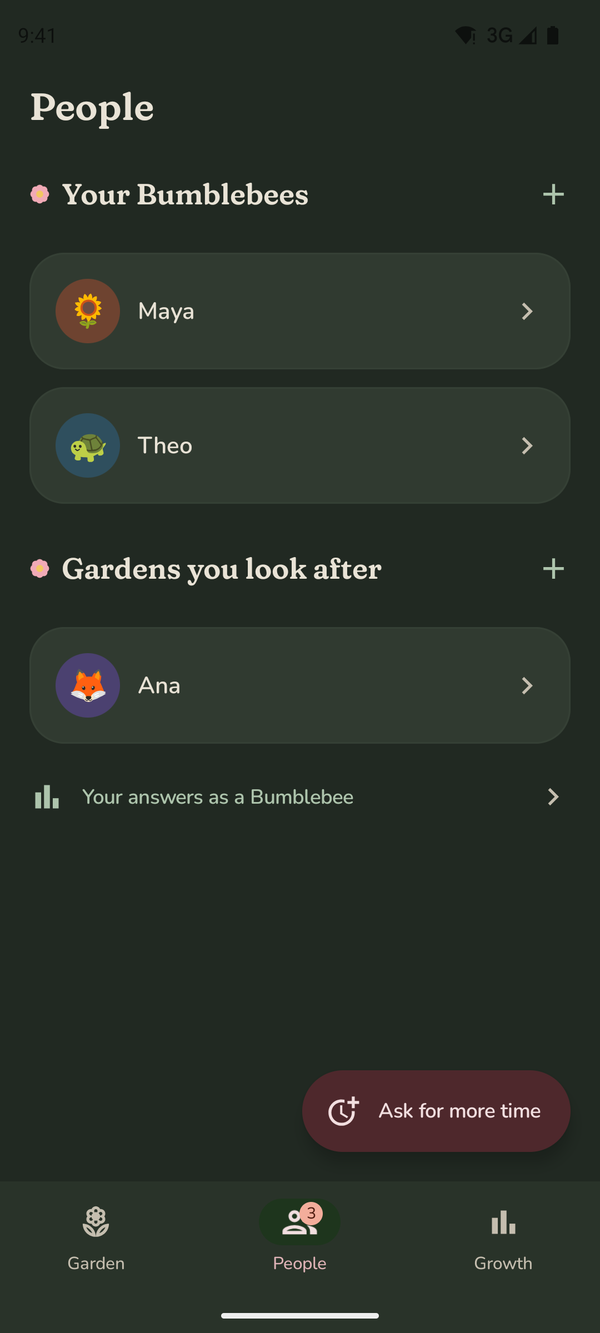 9:41
3G
People
Your Bumblebees
Maya
Theo
Gardens you look after
Ana
Your answers as a Bumblebee
Ask for more time
3
Garden
People
Growth